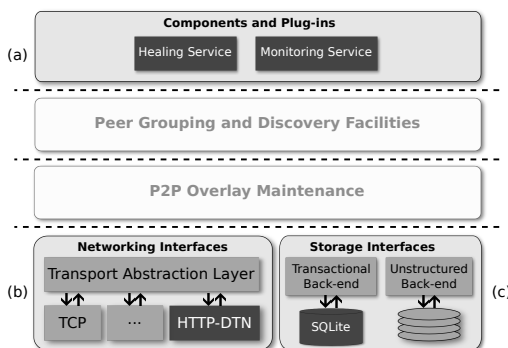 Components and Plug-ins
(a)
Healing Service
Monitoring Service
Peer Grouping and Discovery Facilities
P2P Overlay Maintenance
Networking Interfaces
Transport Abstraction Layer
(b)
TCP
...
HTTP-DTN
Storage Interfaces
Transactional
Back-end
Unstructured
Back-end
(c)
SQLite